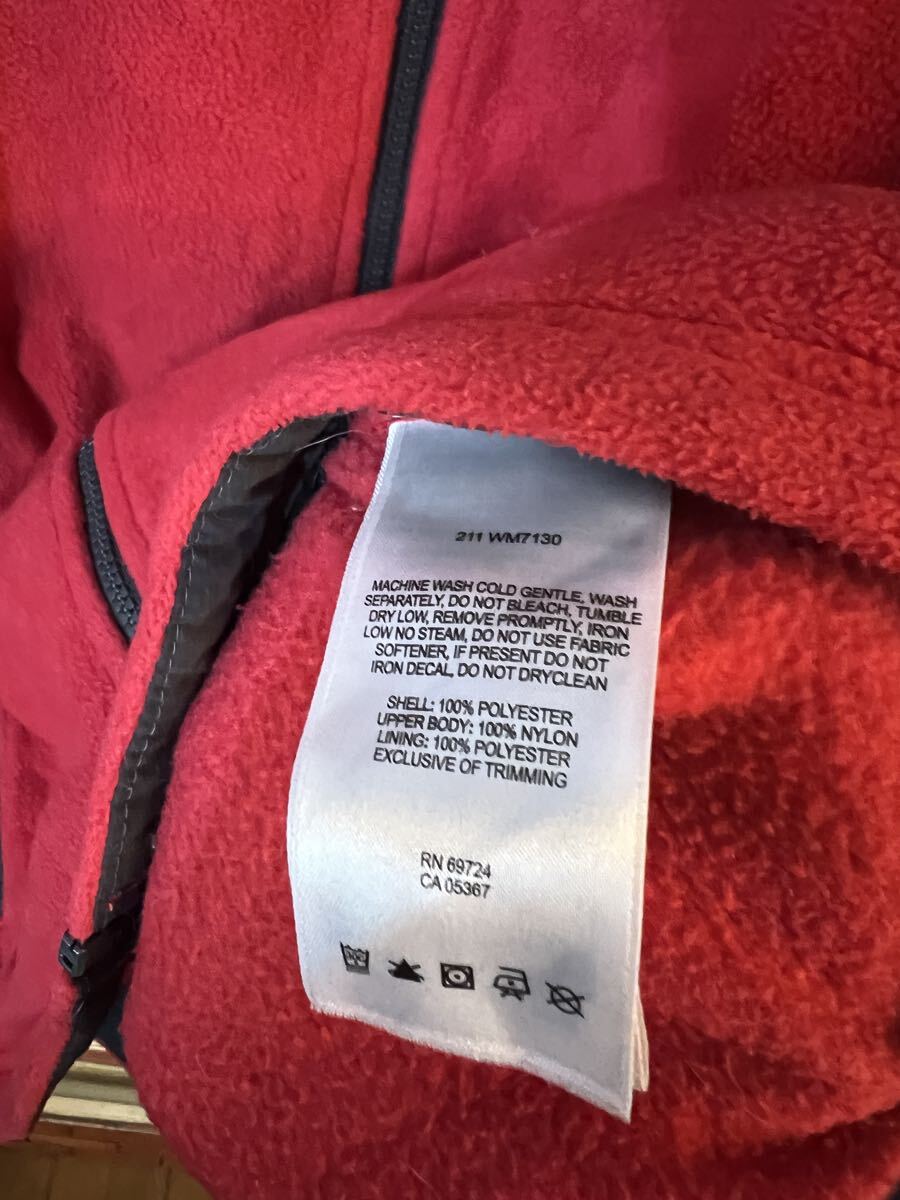 211 WM7130
MACHINE WASH COLD GENTLE, WASH
SEPARATELY, DO NOT BLEACH, TUMBLE
DRY LOW, REMOVE PROMPTLY, IRON
LOW NO STEAM, DO NOT USE FABRIC
SOFTENER, IF PRESENT DO NOT
IRON DECAL, DO NOT DRYCLEAN
SHELL: 100% POLYESTER
UPPER BODY: 100% NYLON
LINING: 100% POLYESTER
EXCLUSIVE OF TRIMMING
RN 69724
CA 05367